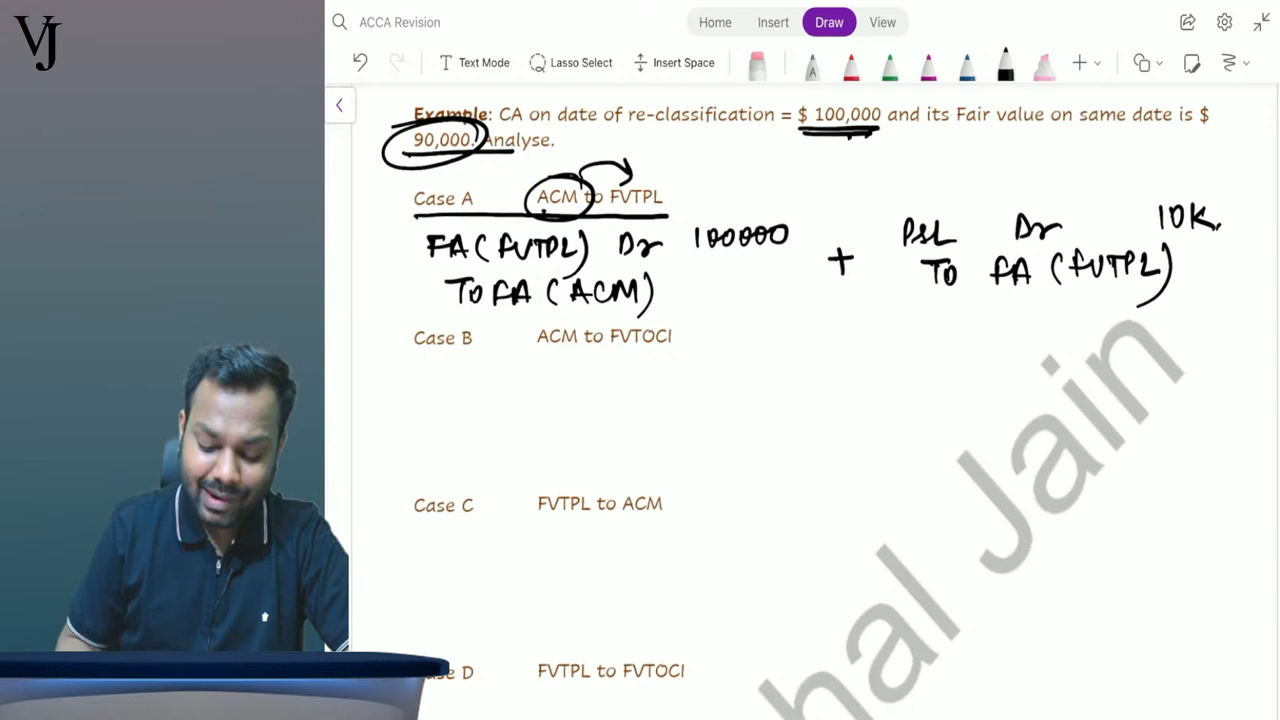 VJ
ACCA Revision
Home Insert Draw View
Text Mode Lasso Select Insert Space
Example: CA on date of re-classification = $ 100,000 and its Fair value on same date is $
90,000. Analyse.
Case A ACM to FVTPL
FA (FVTPL) Dr 100000
To FA (ACM)
+
P&L Dr 10K
To FA (FVTPL)
Case B ACM to FVTOCI
Case C FVTPL to ACM
se D FVTPL to FVTOCI
hal Jain